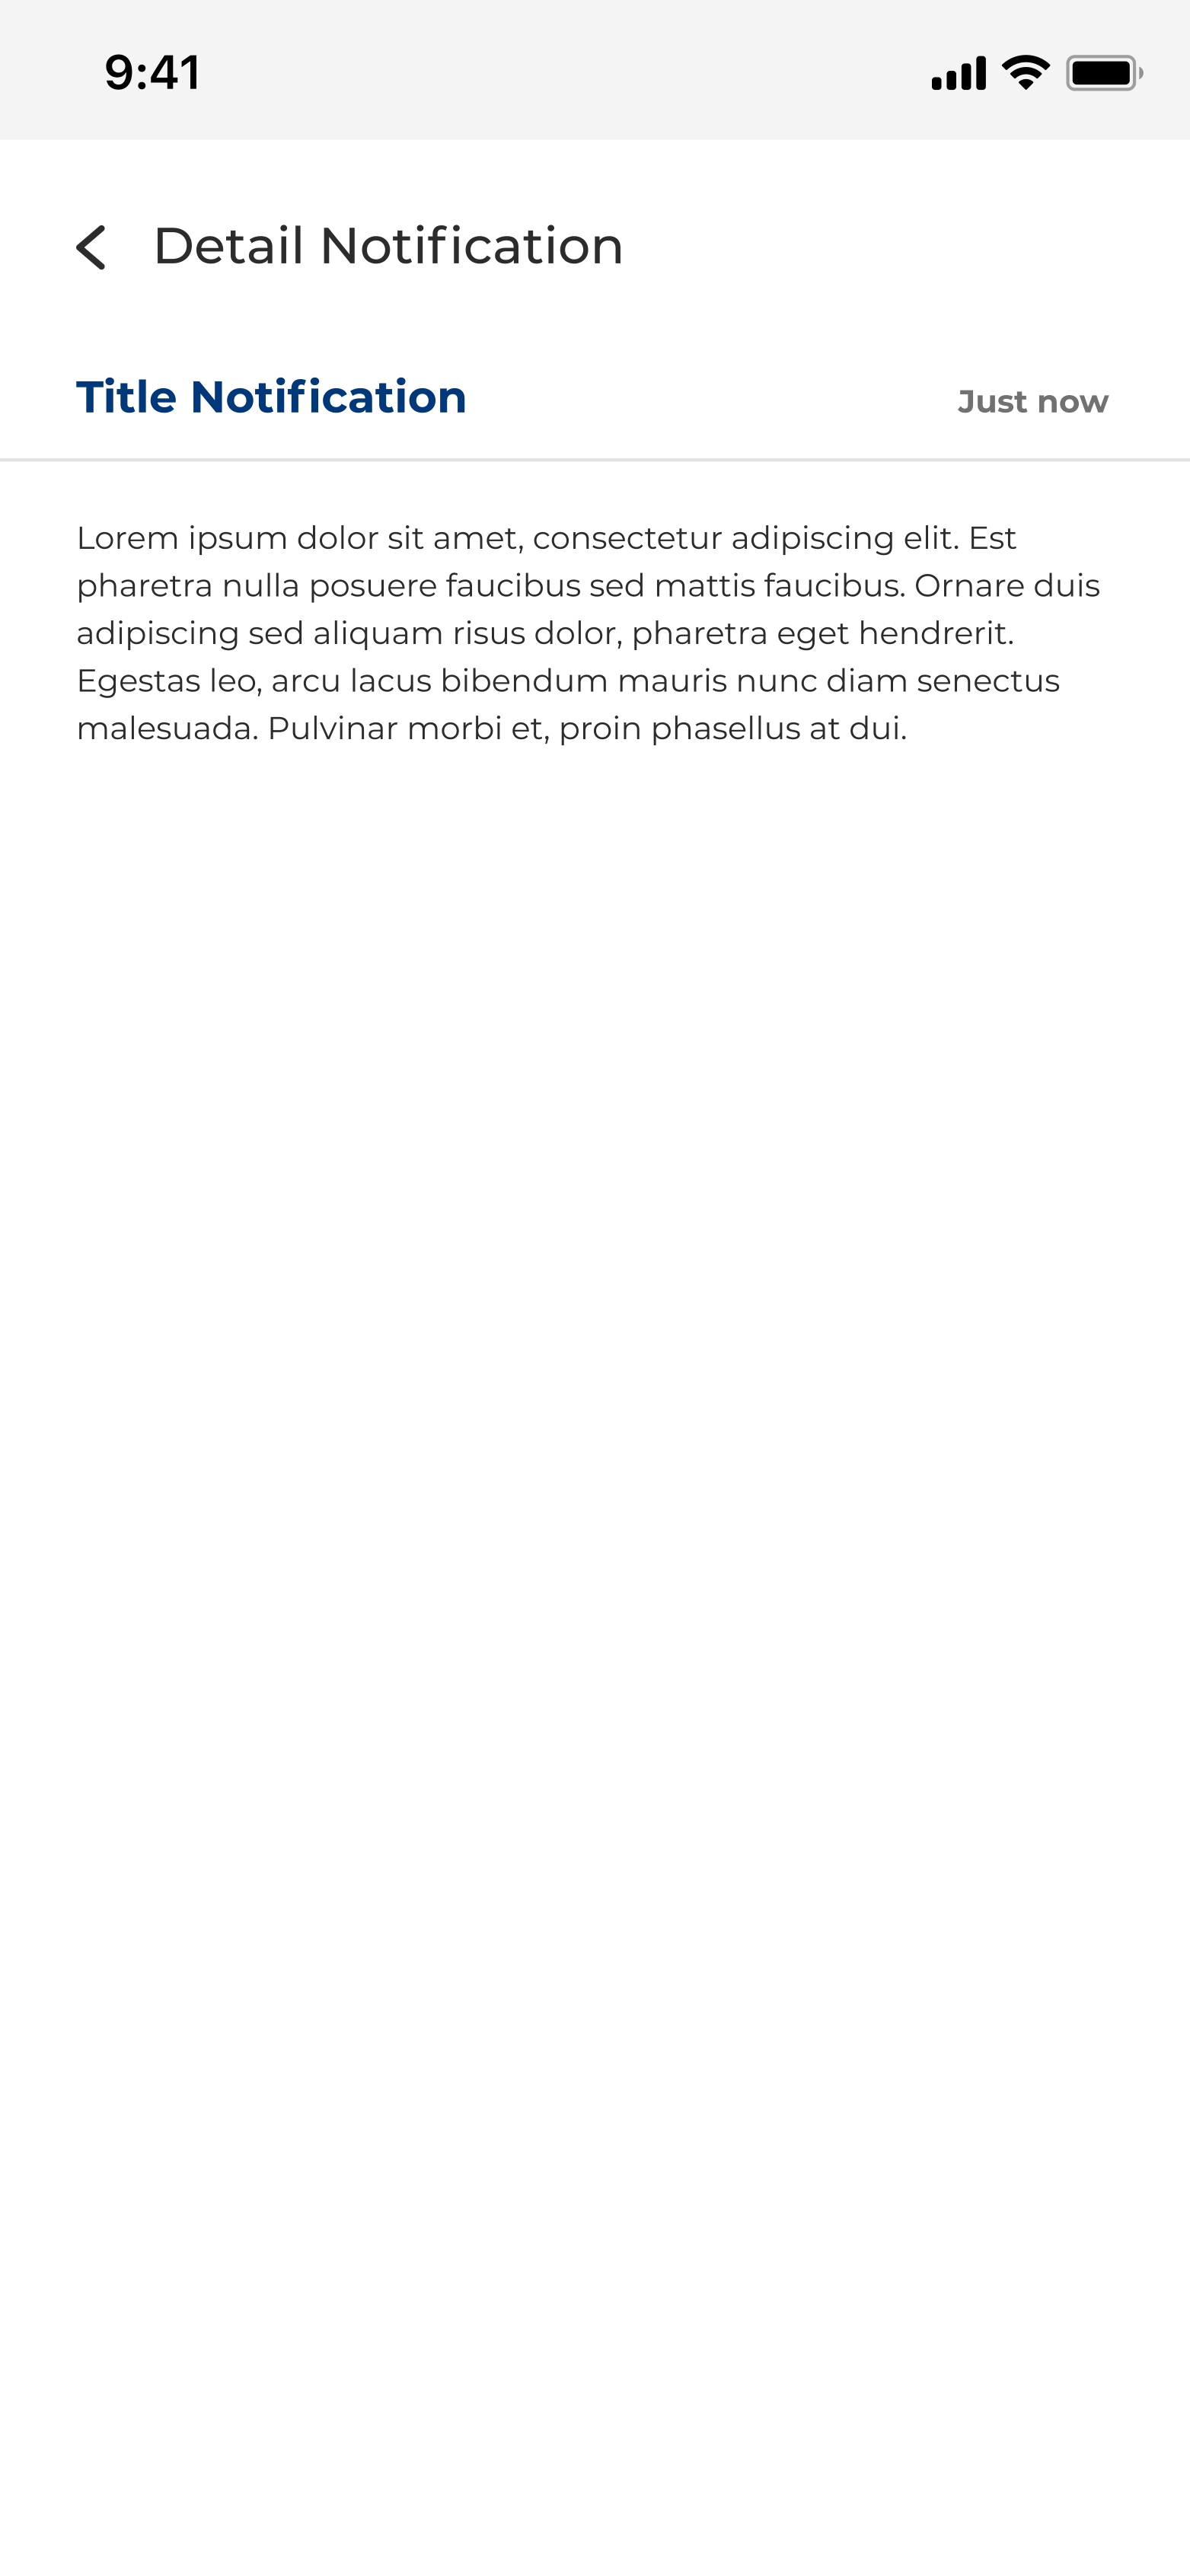 9:41
Detail Notification
Title Notification
Just now
Lorem ipsum dolor sit amet, consectetur adipiscing elit. Est
pharetra nulla posuere faucibus sed mattis faucibus. Ornare duis
adipiscing sed aliquam risus dolor, pharetra eget hendrerit.
Egestas leo, arcu lacus bibendum mauris nunc diam senectus
malesuada. Pulvinar morbi et, proin phasellus at dui.